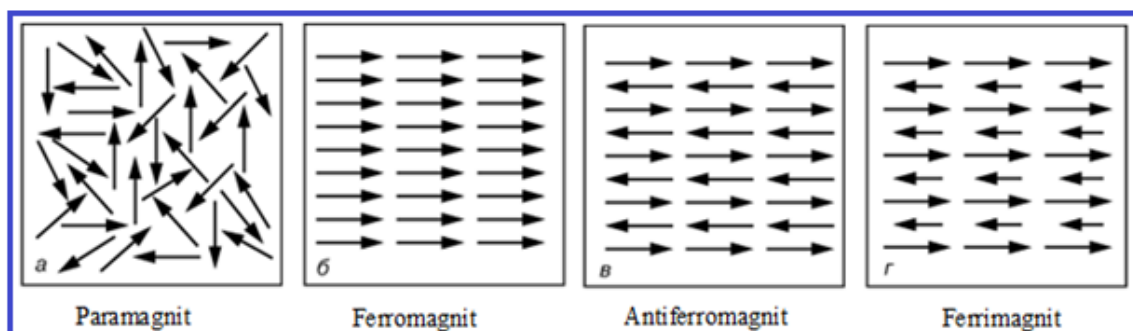 а б в г
Paramagnit Ferromagnit Antiferromagnit Ferrimagnit